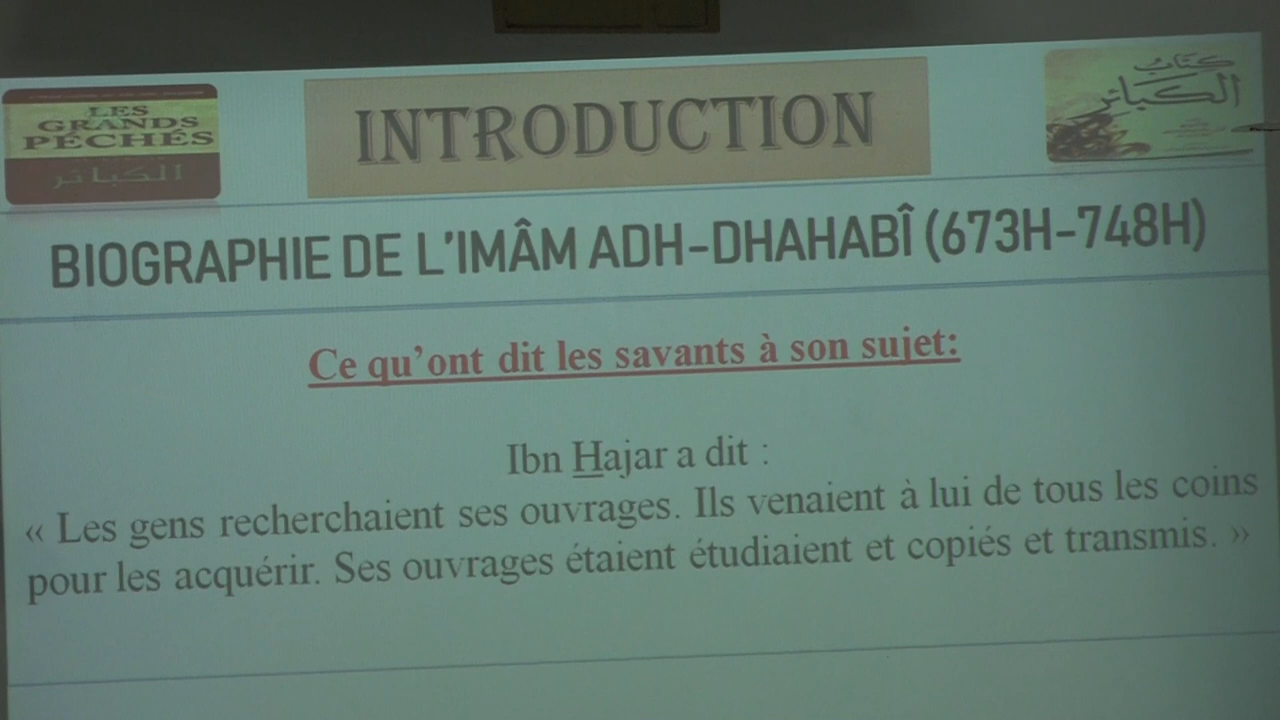 LES
GRANDS
PÊCHÉS
الكبائر
INTRODUCTION
كتاب
الكبائر
BIOGRAPHIE DE L'IMÂM ADH-DHAHABÎ (673H-748H)
Ce qu'ont dit les savants à son sujet:
Ibn Hajar a dit :
« Les gens recherchaient ses ouvrages. Ils venaient à lui de tous les coins
pour les acquérir. Ses ouvrages étaient étudiaient et copiés et transmis. »